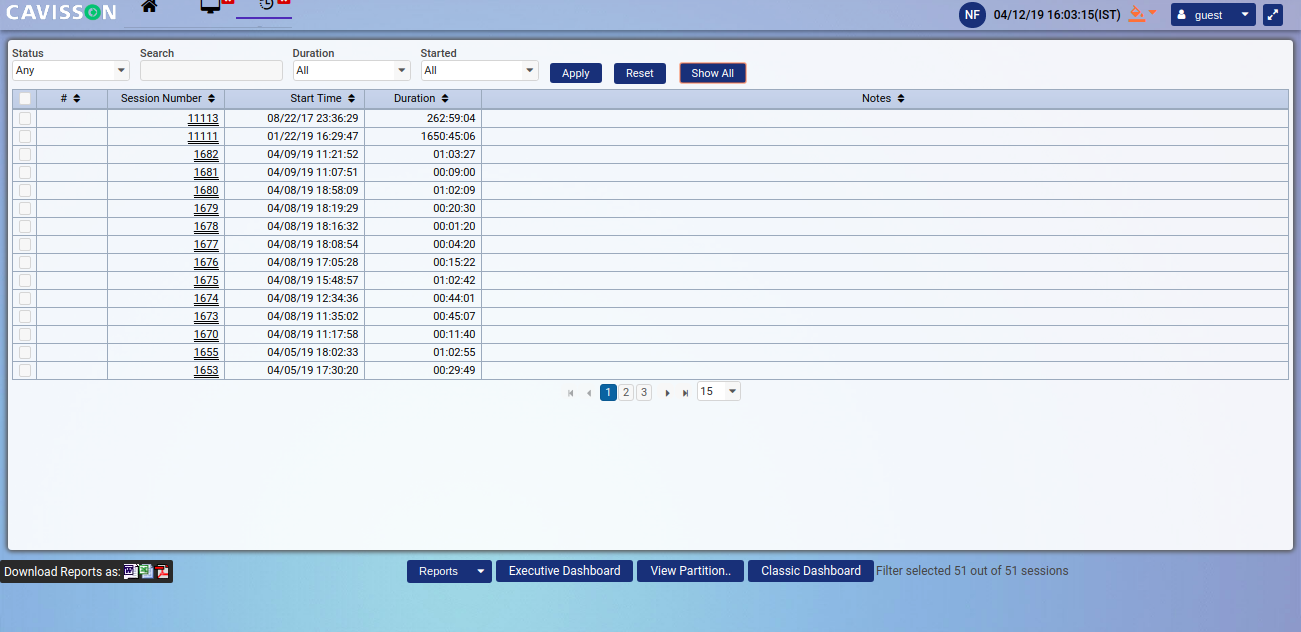 CAVISSON
NF 04/12/19 16:03:15(IST) guest
Status Search Duration Started
Any All All Apply Reset Show All
# Session Number Start Time Duration Notes
11113 08/22/17 23:36:29 262:59:04
11111 01/22/19 16:29:47 1650:45:06
1682 04/09/19 11:21:52 01:03:27
1681 04/09/19 11:07:51 00:09:00
1680 04/08/19 18:58:09 01:02:09
1679 04/08/19 18:19:29 00:20:30
1678 04/08/19 18:16:32 00:01:20
1677 04/08/19 18:08:54 00:04:20
1676 04/08/19 17:05:28 00:15:22
1675 04/08/19 15:48:57 01:02:42
1674 04/08/19 12:34:36 00:44:01
1673 04/08/19 11:35:02 00:45:07
1670 04/08/19 11:17:58 00:11:40
1655 04/05/19 18:02:33 01:02:55
1653 04/05/19 17:30:20 00:29:49
1 2 3 15
Download Reports as: Reports Executive Dashboard View Partition.. Classic Dashboard Filter selected 51 out of 51 sessions